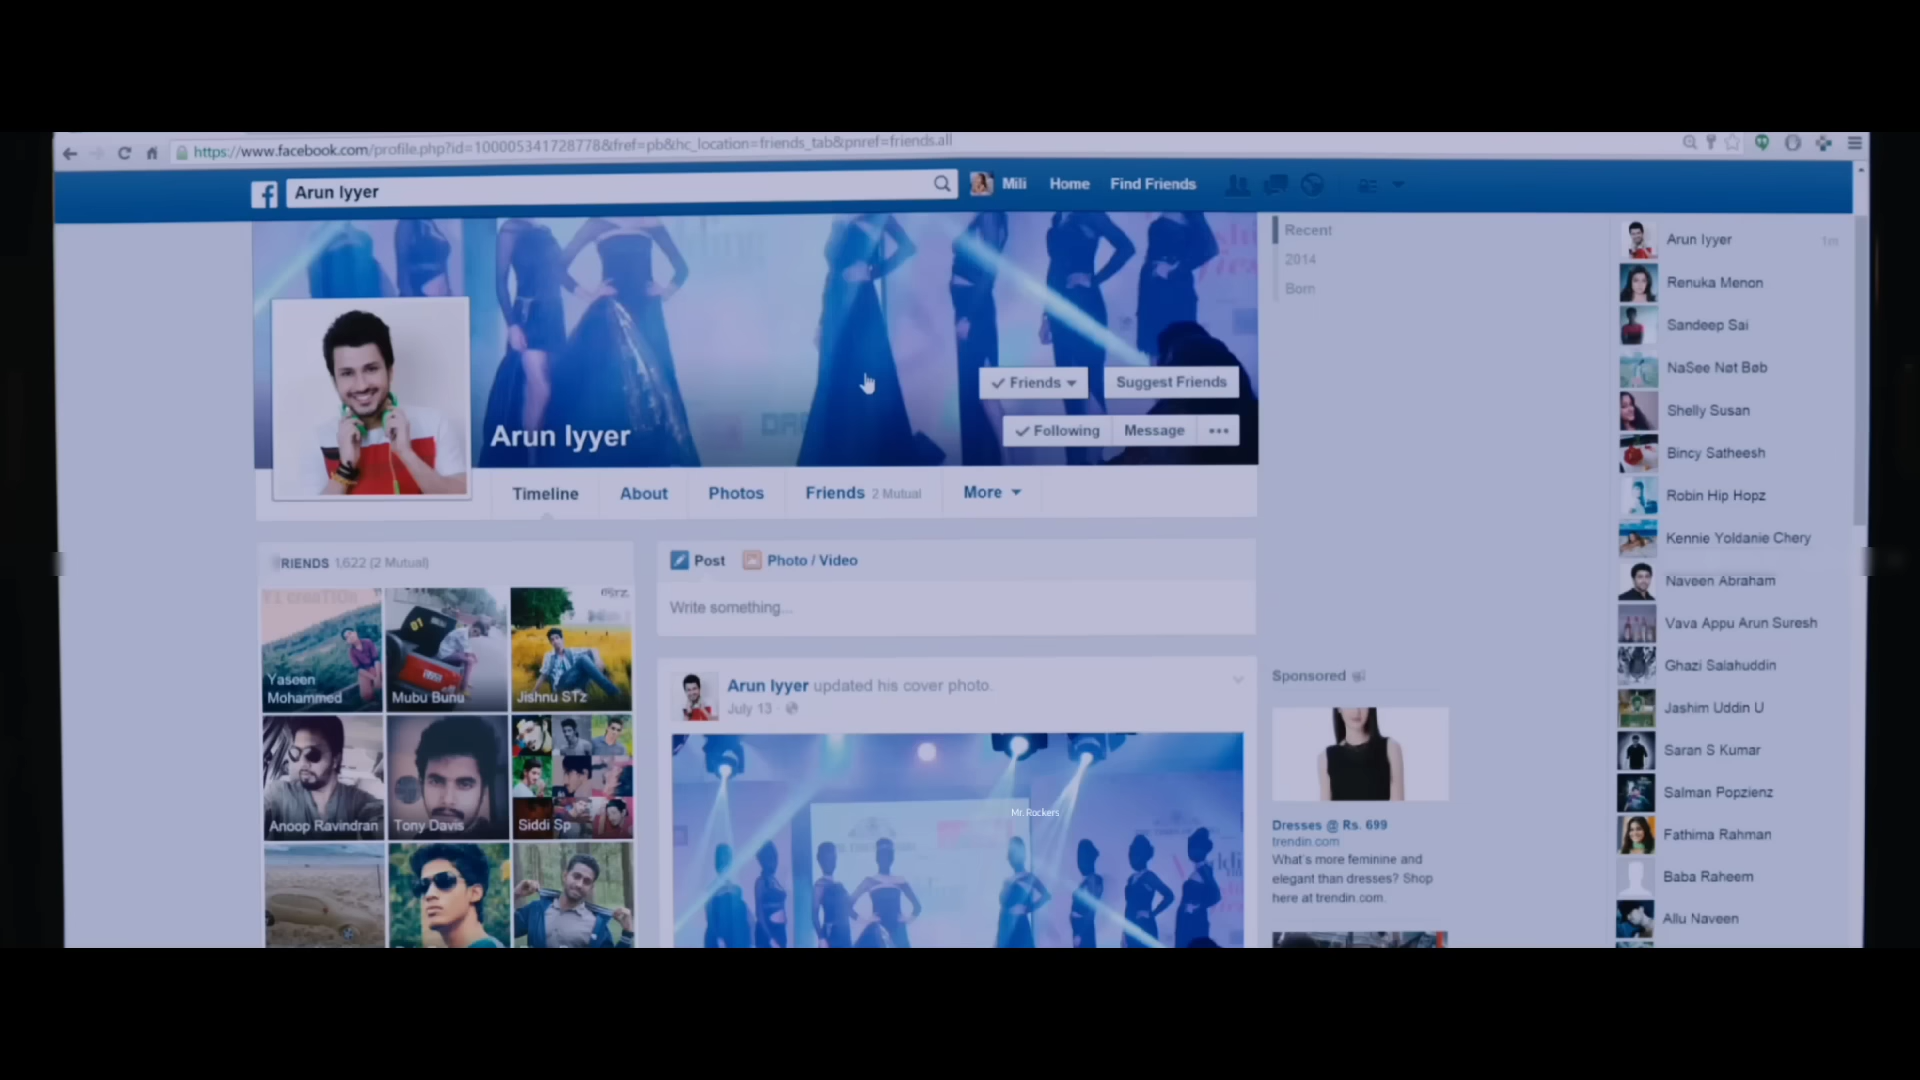 https://www.facebook.com/profile.php?id=100005341728778&fref=pb&hc_location=friends_tab&pnref=friends.all
Arun Iyyer
Mili
Home
Find Friends
Arun Iyyer
Friends
Suggest Friends
Following
Message
Timeline
About
Photos
Friends 2 Mutual
More
Recent
2014
Born
RIENDS 1,622 (2 Mutual)
Yaseen
Mohammed
Mubu Bunu
Jishnu STz
Anoop Ravindran
Tony Davis
Siddi Sp
Post
Photo / Video
Write something...
Arun Iyyer updated his cover photo.
July 13
Mr. Rockers
Sponsored
Dresses @ Rs. 699
trendin.com
What's more feminine and
elegant than dresses? Shop
here at trendin.com.
Arun Iyyer 1m
Renuka Menon
Sandeep Sai
NaSee Nøt Bøb
Shelly Susan
Bincy Satheesh
Robin Hip Hopz
Kennie Yoldanie Chery
Naveen Abraham
Vava Appu Arun Suresh
Ghazi Salahuddin
Jashim Uddin U
Saran S Kumar
Salman Popzienz
Fathima Rahman
Baba Raheem
Allu Naveen